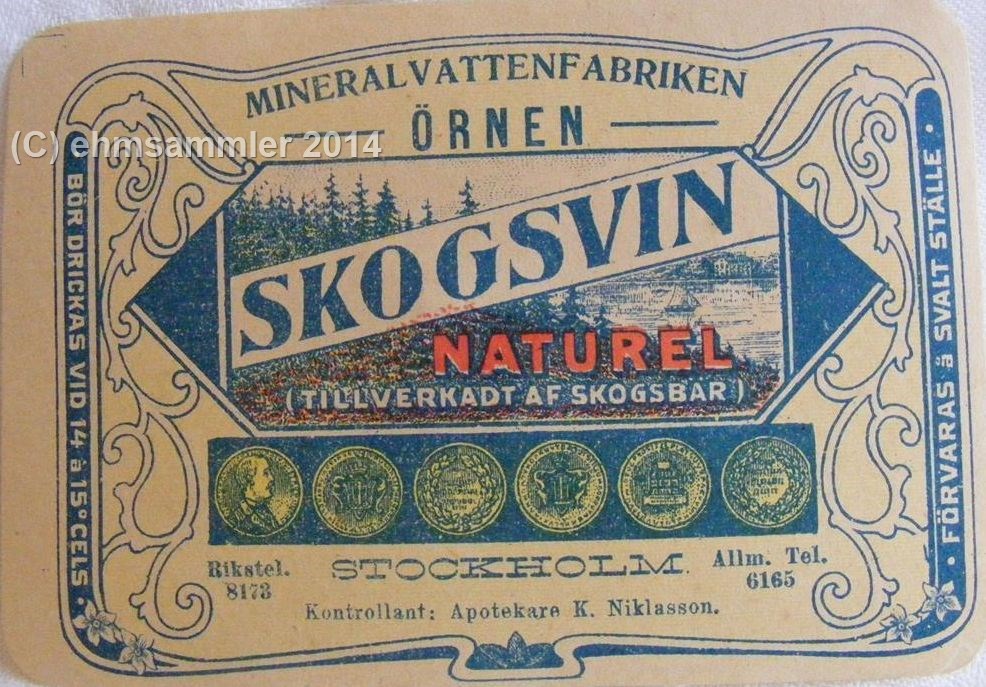 MINERALVATTENFABRIKEN
ÖRNEN
(C) ehmsammler 2014
SKOGSVIN
NATUREL
(TILLVERKADT AF SKOGSBÄR)
BÖR DRICKAS VID 14 à 15° CELS.
FÖRVARAS å SVALT STÄLLE.
Rikstel.
8173
STOCKHOLM.
Allm. Tel.
6165
Kontrollant: Apotekare K. Niklasson.